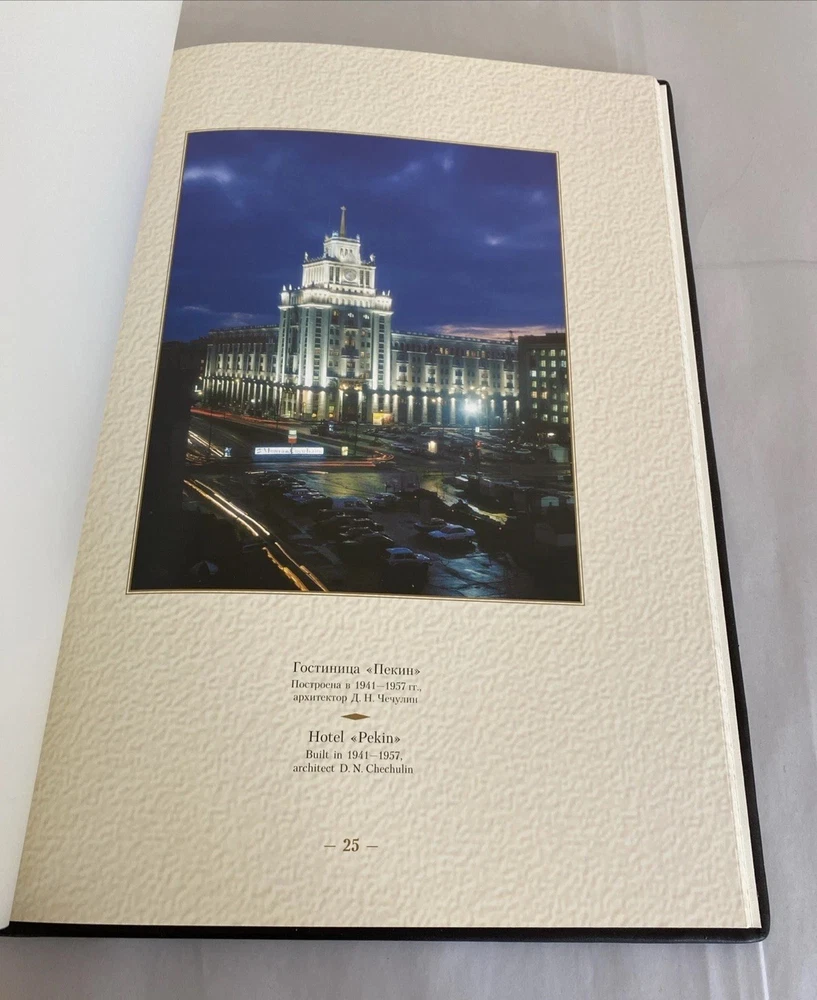 Гостиница «Пекин»
Построена в 1941—1957 гг.,
архитектор Д. Н. Чечулин
Hotel «Pekin»
Built in 1941—1957,
architect D. N. Chechulin
— 25 —